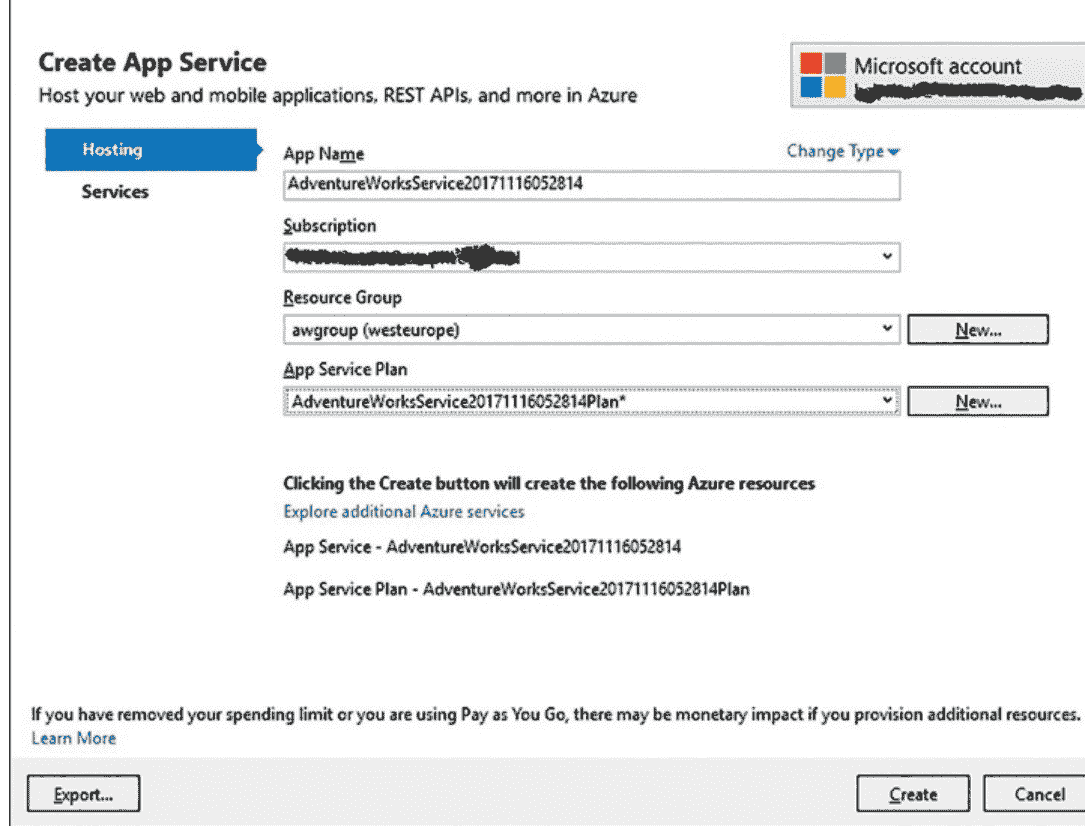 Create App Service
Host your web and mobile applications, REST APIs, and more in Azure
Microsoft account
Hosting
Services
App Name
Change Type
AdventureWorksService20171116052814
Subscription
Resource Group
awgroup (westeurope)
New...
App Service Plan
AdventureWorksService20171116052814Plan*
New...
Clicking the Create button will create the following Azure resources
Explore additional Azure services
App Service - AdventureWorksService20171116052814
App Service Plan - AdventureWorksService20171116052814Plan
If you have removed your spending limit or you are using Pay as You Go, there may be monetary impact if you provision additional resources.
Learn More
Export...
Create
Cancel